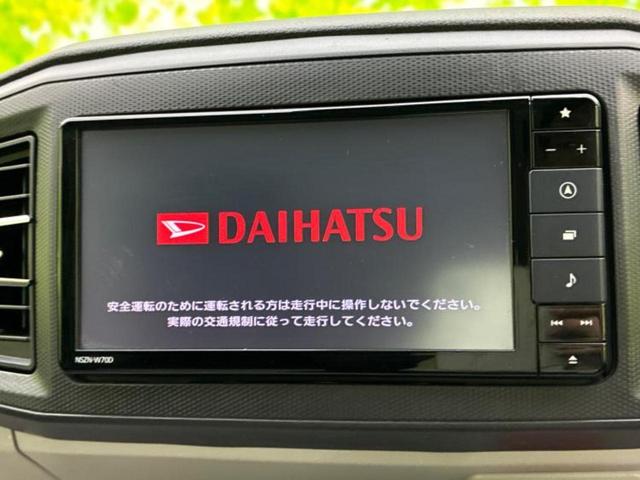 DAIHATSU
安全運転のために運転される方は走行中に操作しないでください。
実際の交通規制に従って走行してください。
NSZN-W70D